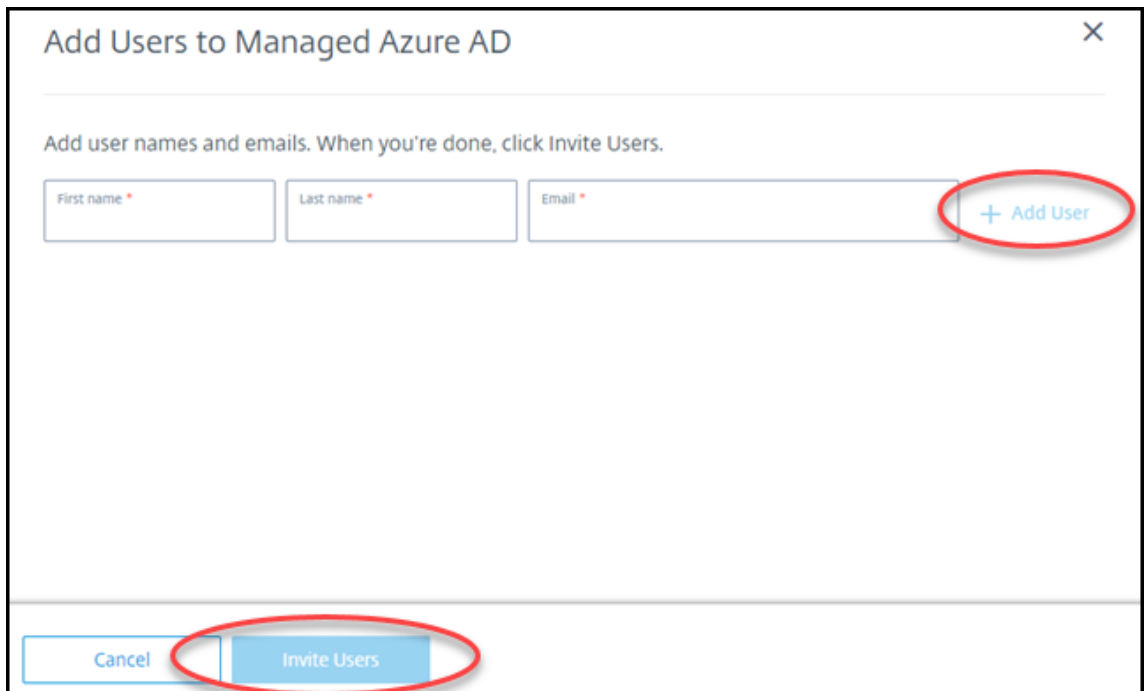 Add Users to Managed Azure AD
Add user names and emails. When you're done, click Invite Users.
First name * Last name * Email * + Add User
Cancel Invite Users